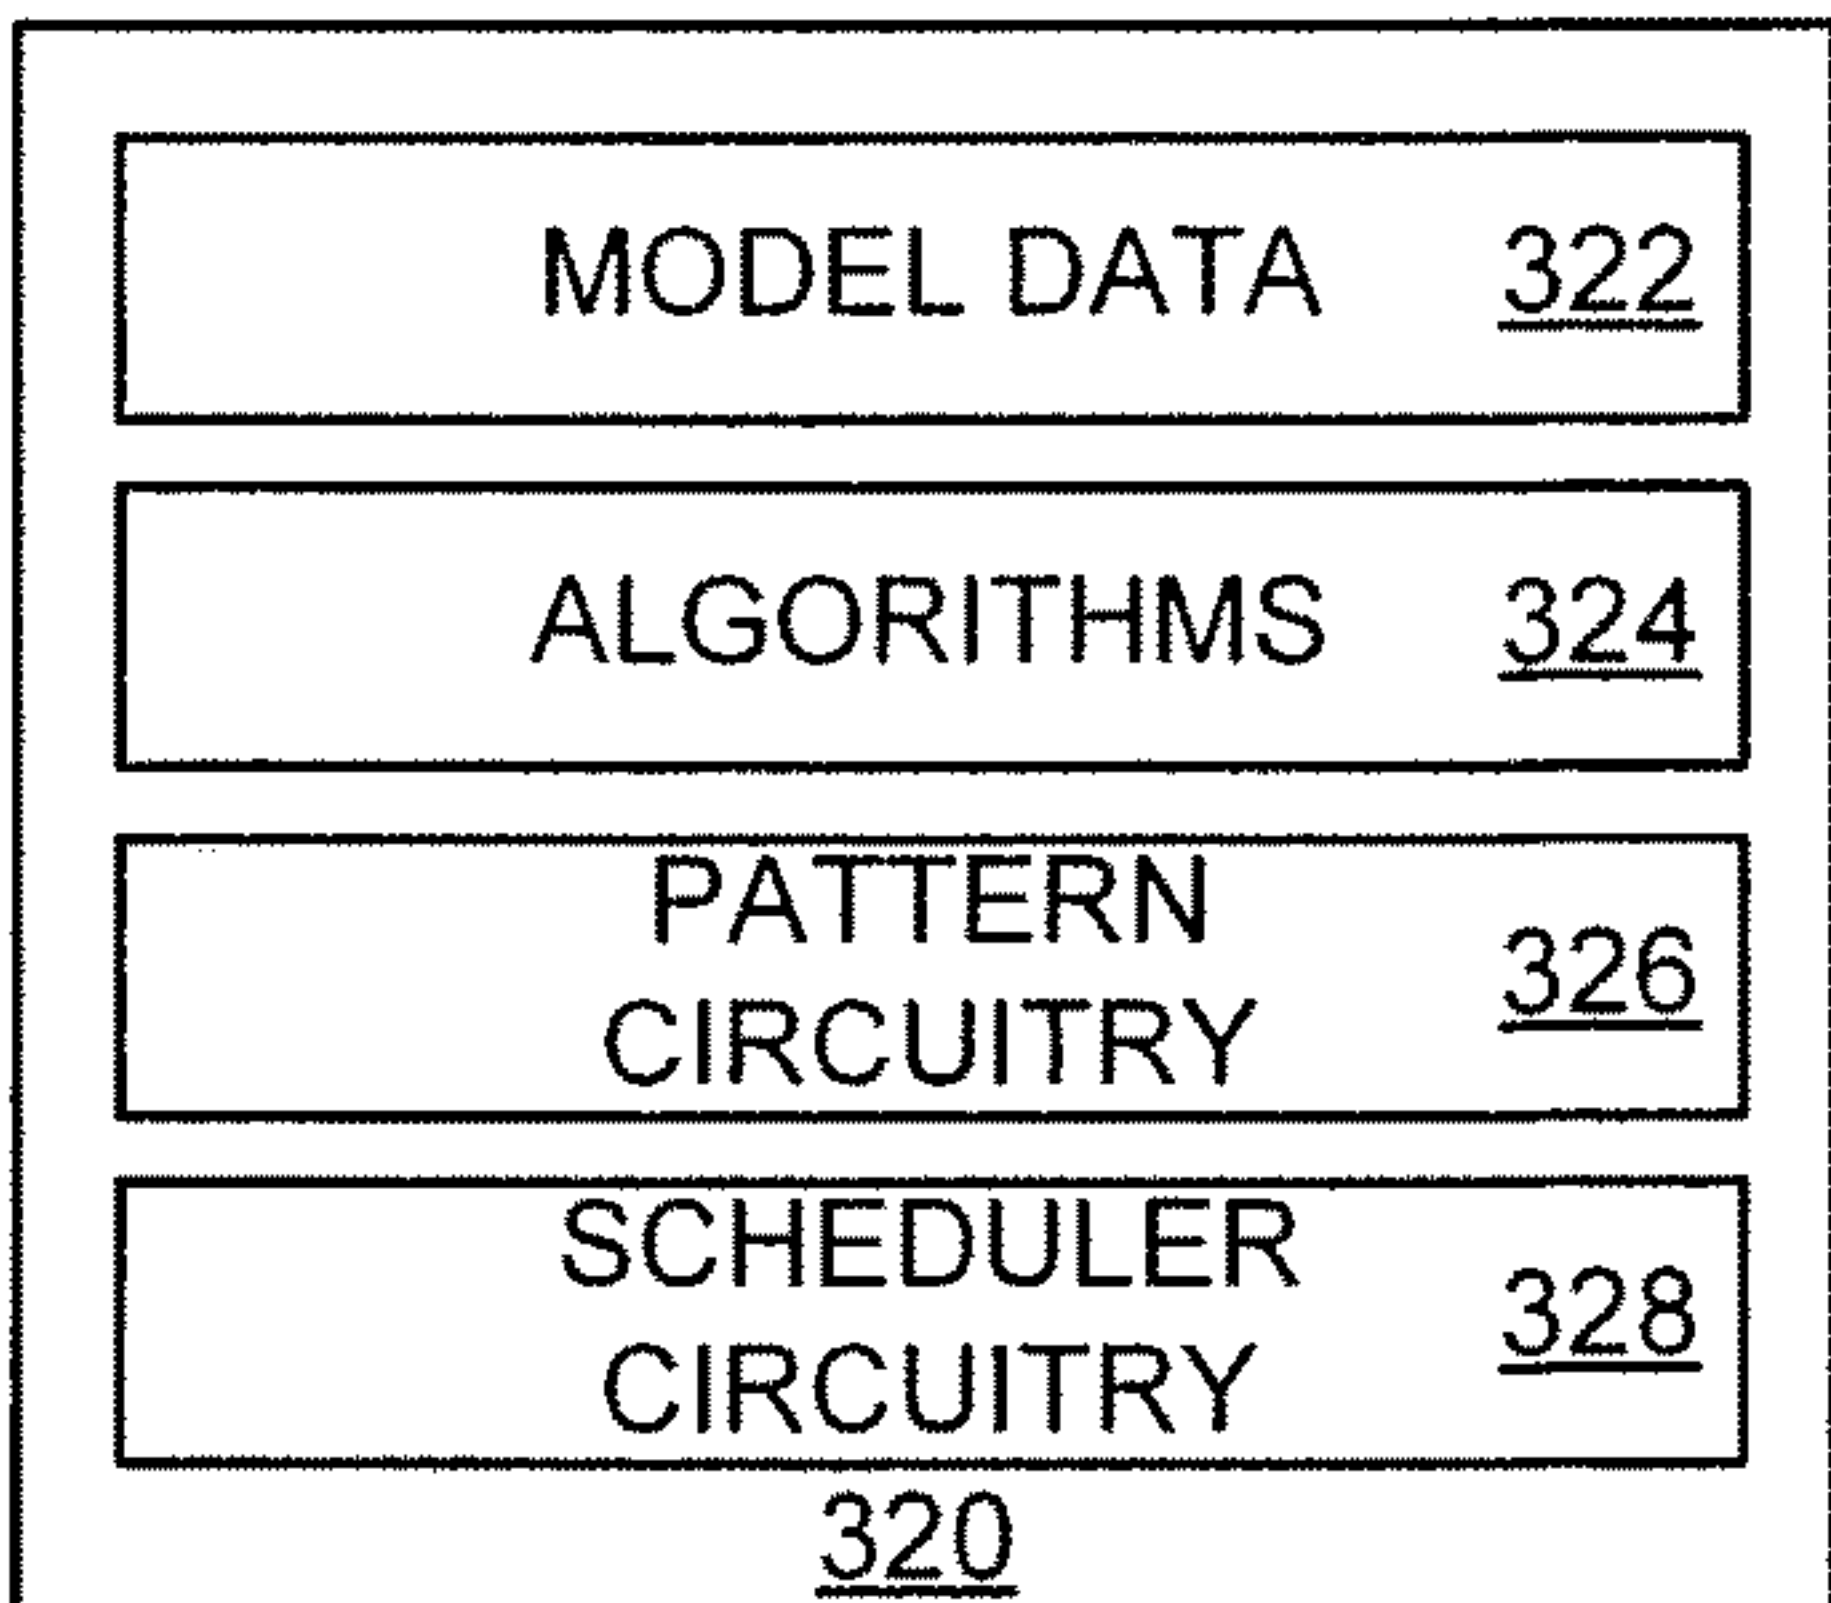 MODEL DATA 322
ALGORITHMS 324
PATTERN
CIRCUITRY 326
SCHEDULER
CIRCUITRY 328
320